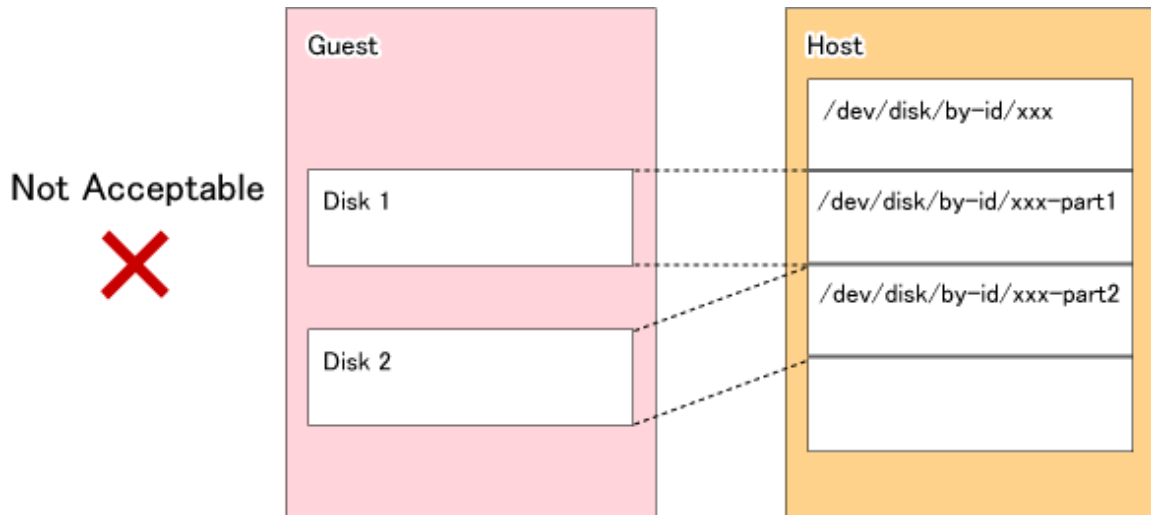 Not Acceptable
Guest
Disk 1
Disk 2
Host
/dev/disk/by-id/xxx
/dev/disk/by-id/xxx-part1
/dev/disk/by-id/xxx-part2